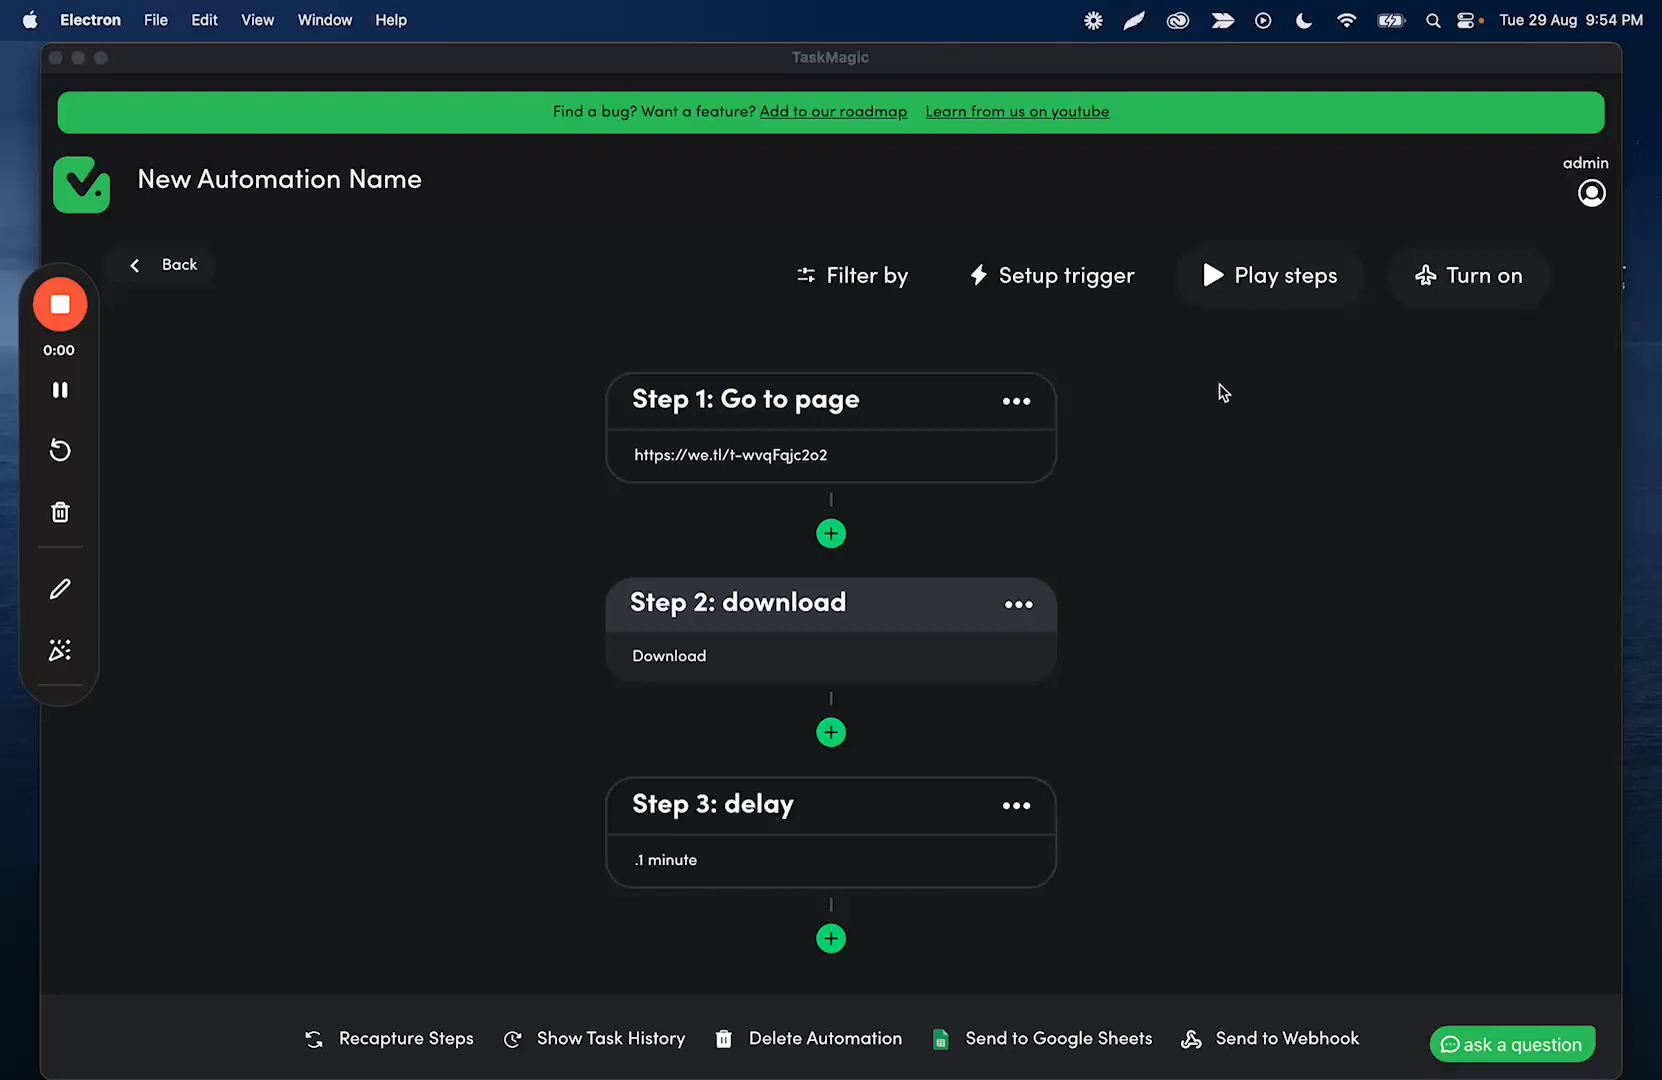 Electron File Edit View Window Help Tue 29 Aug 9:54 PM
TaskMagic
Find a bug? Want a feature? Add to our roadmap Learn from us on youtube
New Automation Name
admin
Back
Filter by
Setup trigger
Play steps
Turn on
0:00
Step 1: Go to page
https://we.tl/t-wvqFqjc2o2
Step 2: download
Download
Step 3: delay
.1 minute
Recapture Steps Show Task History Delete Automation Send to Google Sheets Send to Webhook
ask a question